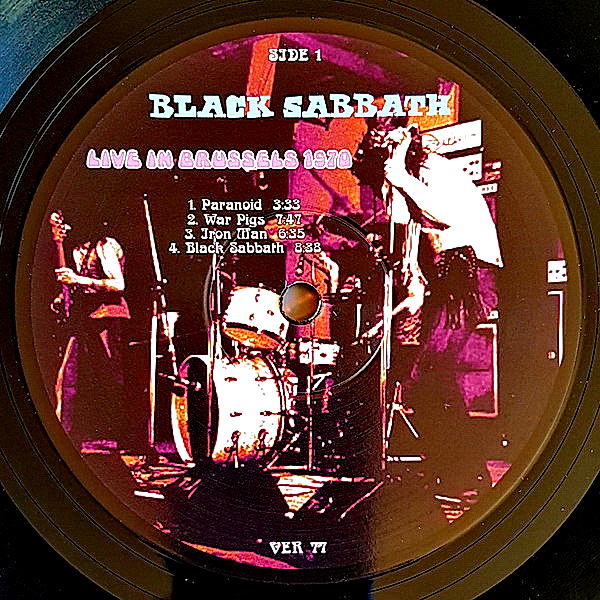 SIDE 1
BLACK SABBATH
LIVE IN BRUSSELS 1970
1. Paranoid 3:33
2. War Pigs 7:47
3. Iron Man 6:35
4. Black Sabbath 8:38
VER 77